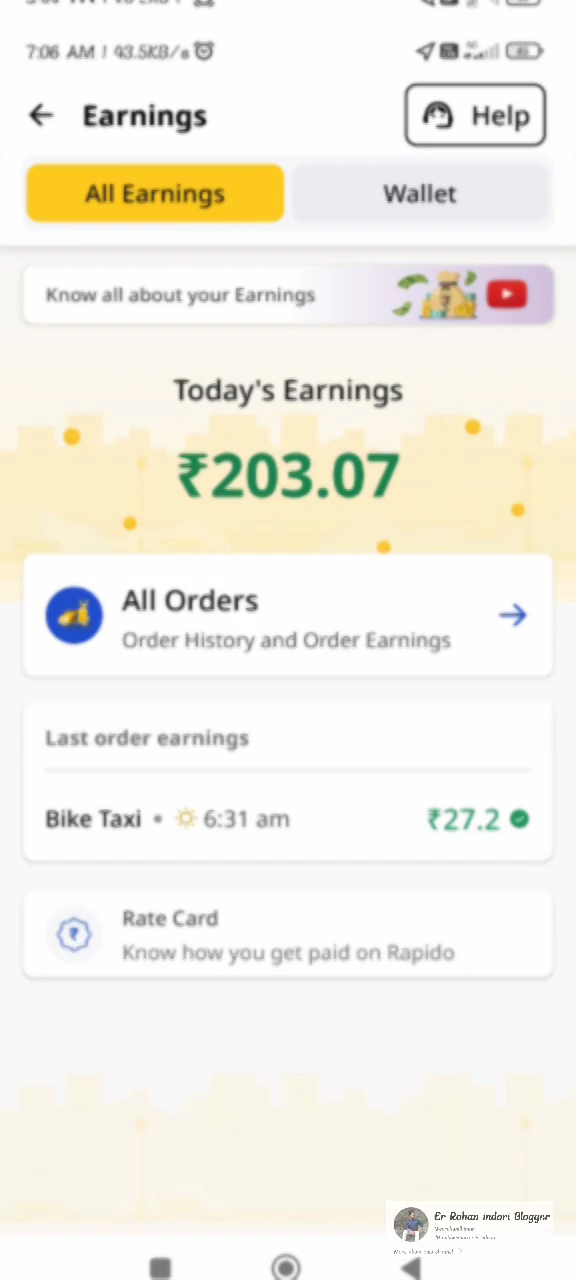 7:06 AM | 43.5KB/s
Earnings
Help
All Earnings
Wallet
Know all about your Earnings
Today's Earnings
₹203.07
All Orders
Order History and Order Earnings
Last order earnings
Bike Taxi • 6:31 am
₹27.2
Rate Card
Know how you get paid on Rapido
Er Rohan indori Blogger